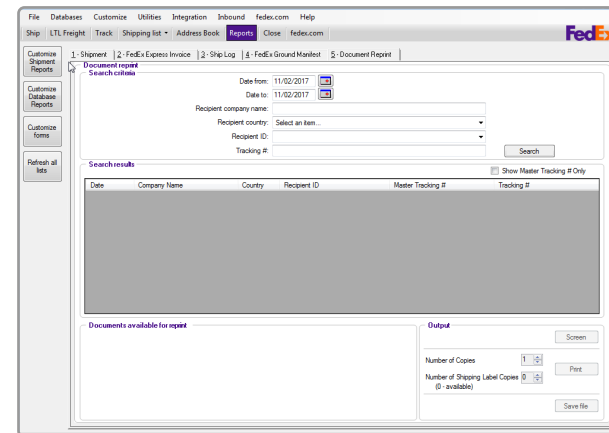 File Databases Customize Utilities Integration Inbound fedex.com Help
Ship LTL Freight Track Shipping list Address Book Reports Close fedex.com
FedEx
Customize Shipment Reports
Customize Database Reports
Customize forms
Refresh all lists
1 - Shipment 2 - FedEx Express Invoice 3 - Ship Log 4 - FedEx Ground Manifest 5 - Document Reprint
Document reprint
Search criteria
Date from: 11/02/2017
Date to: 11/02/2017
Recipient company name:
Recipient country: Select an item...
Recipient ID:
Tracking #:
Search
Search results
Show Master Tracking # Only
Date Company Name Country Recipient ID Master Tracking # Tracking #
Documents available for reprint
Output
Screen
Number of Copies 1
Print
Number of Shipping Label Copies 0
(0 - available)
Save file